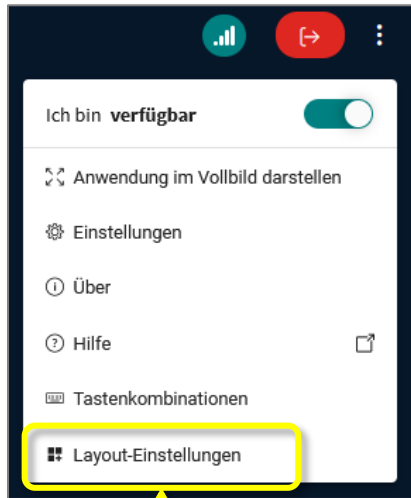 Ich bin verfügbar
Anwendung im Vollbild darstellen
Einstellungen
Über
Hilfe
Tastenkombinationen
Layout-Einstellungen